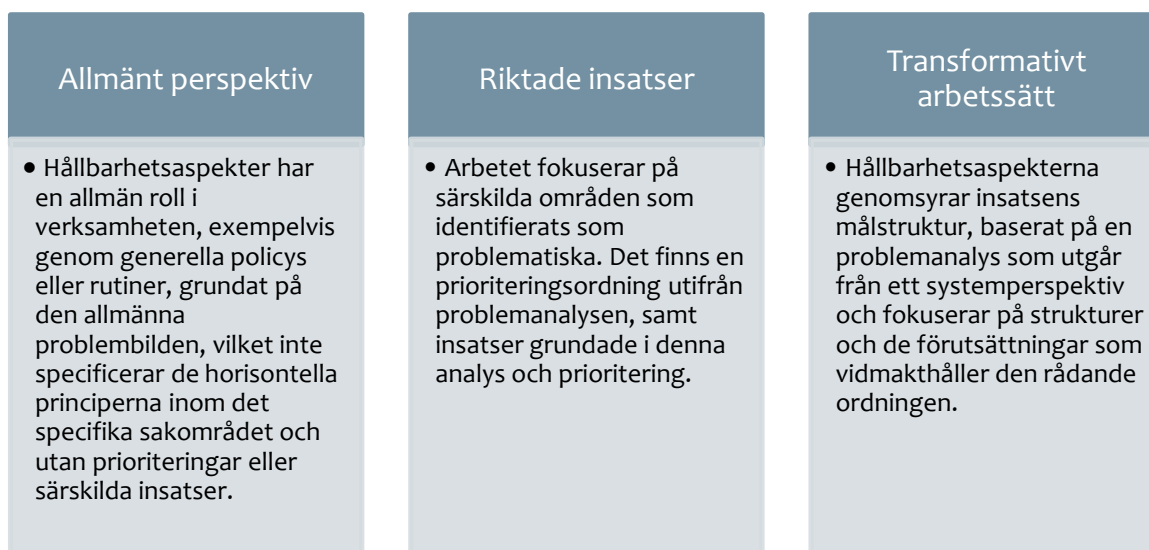 Allmänt perspektiv
• Hållbarhetsaspekter har
en allmän roll i
verksamheten, exempelvis
genom generella policys
eller rutiner, grundat på
den allmänna
problembilden, vilket inte
specificerar de horisontella
principerna inom det
specifika sakområdet och
utan prioriteringar eller
särskilda insatser.
Riktade insatser
• Arbetet fokuserar på
särskilda områden som
identifierats som
problematiska. Det finns en
prioriteringsordning utifrån
problemanalysen, samt
insatser grundade i denna
analys och prioritering.
Transformativt
arbetssätt
• Hållbarhetsaspekterna
genomsyrar insatsens
målstruktur, baserat på en
problemanalys som utgår
från ett systemperspektiv
och fokuserar på strukturer
och de förutsättningar som
vidmakthåller den rådande
ordningen.